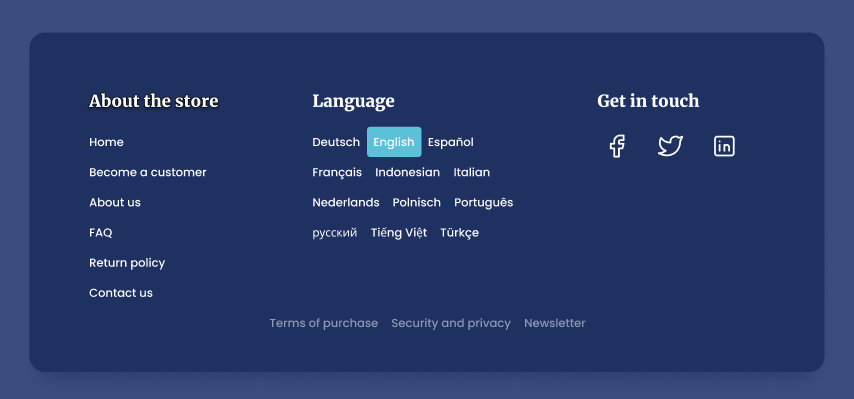 About the store
Home
Become a customer
About us
FAQ
Return policy
Contact us
Language
Deutsch English Español
Français Indonesian Italian
Nederlands Polnisch Português
русский Tiếng Việt Türkçe
Get in touch
Terms of purchase Security and privacy Newsletter